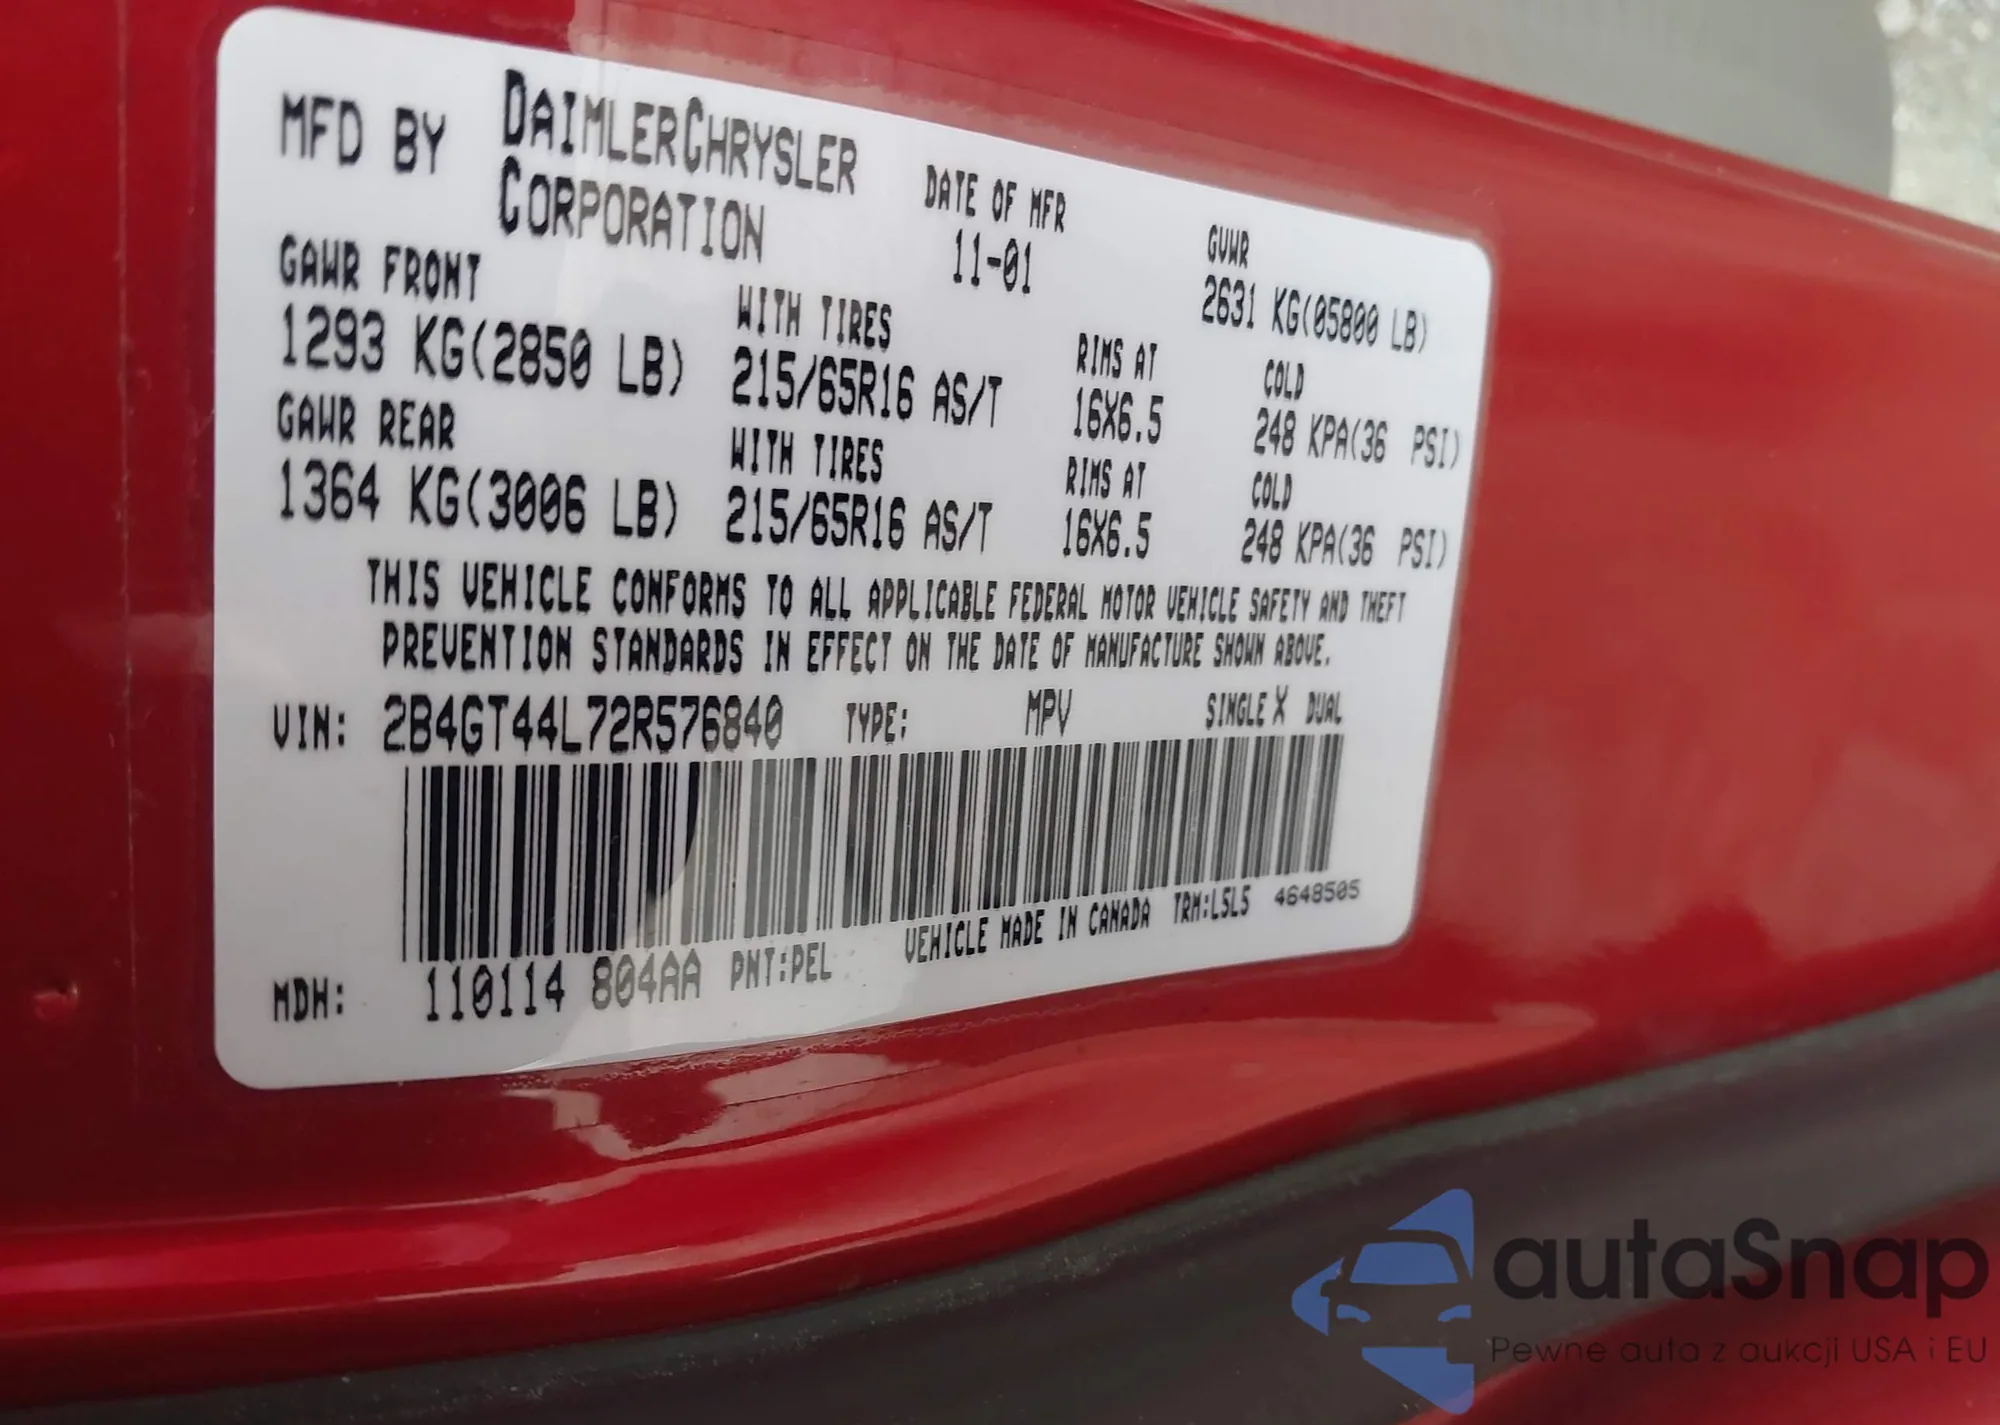 MFD BY DAIMLERCHRYSLER CORPORATION
DATE OF MFR 11-01
GVWR 2631 KG(05800 LB)
GAWR FRONT WITH TIRES RIMS AT COLD
1293 KG(2850 LB) 215/65R16 AS/T 16X6.5 248 KPA(36 PSI)
GAWR REAR WITH TIRES RIMS AT COLD
1364 KG(3006 LB) 215/65R16 AS/T 16X6.5 248 KPA(36 PSI)
THIS VEHICLE CONFORMS TO ALL APPLICABLE FEDERAL MOTOR VEHICLE SAFETY AND THEFT
PREVENTION STANDARDS IN EFFECT ON THE DATE OF MANUFACTURE SHOWN ABOVE.
VIN: 2B4GT44L72R576840 TYPE: MPV SINGLE X DUAL
MDH: 110114 804AA PNT:PEL VEHICLE MADE IN CANADA TRM:L5L5 4648505
autaSnap
Pewne auta z aukcji USA i EU